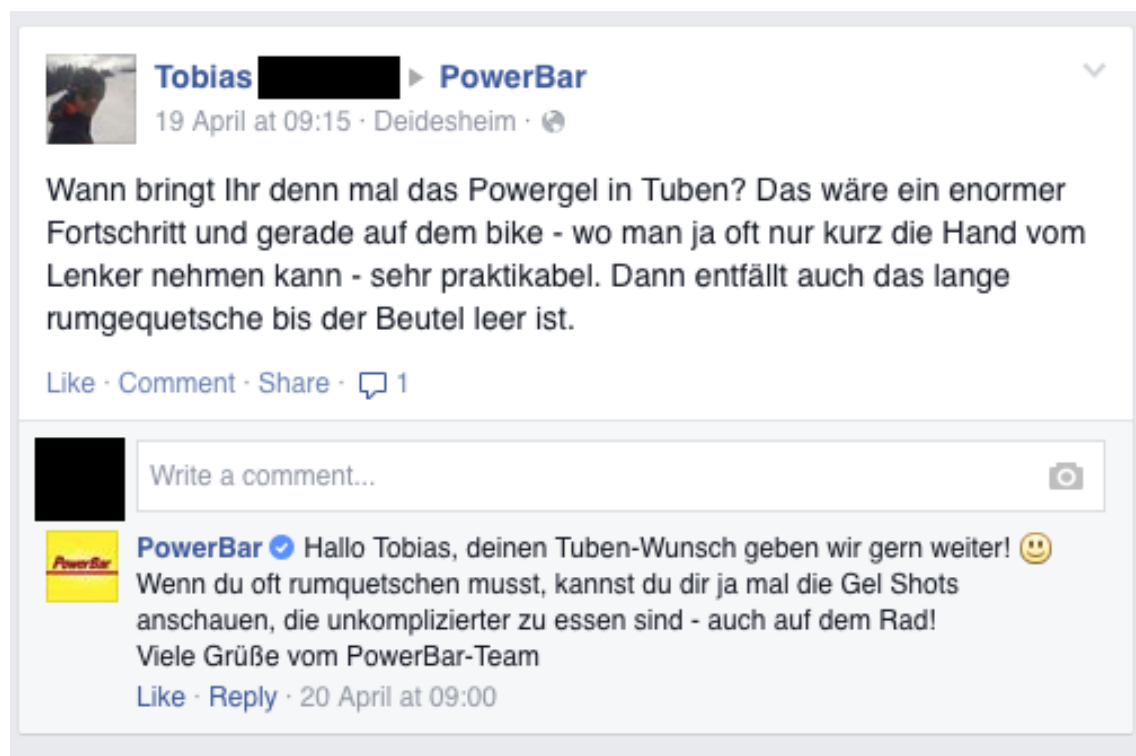 Tobias ▸ PowerBar
19 April at 09:15 · Deidesheim ·
Wann bringt Ihr denn mal das Powergel in Tuben? Das wäre ein enormer
Fortschritt und gerade auf dem bike - wo man ja oft nur kurz die Hand vom
Lenker nehmen kann - sehr praktikabel. Dann entfällt auch das lange
rumgequetsche bis der Beutel leer ist.
Like · Comment · Share · 1
Write a comment...
PowerBar
PowerBar Hallo Tobias, deinen Tuben-Wunsch geben wir gern weiter! 🙂
Wenn du oft rumquetschen musst, kannst du dir ja mal die Gel Shots
anschauen, die unkomplizierter zu essen sind - auch auf dem Rad!
Viele Grüße vom PowerBar-Team
Like · Reply · 20 April at 09:00